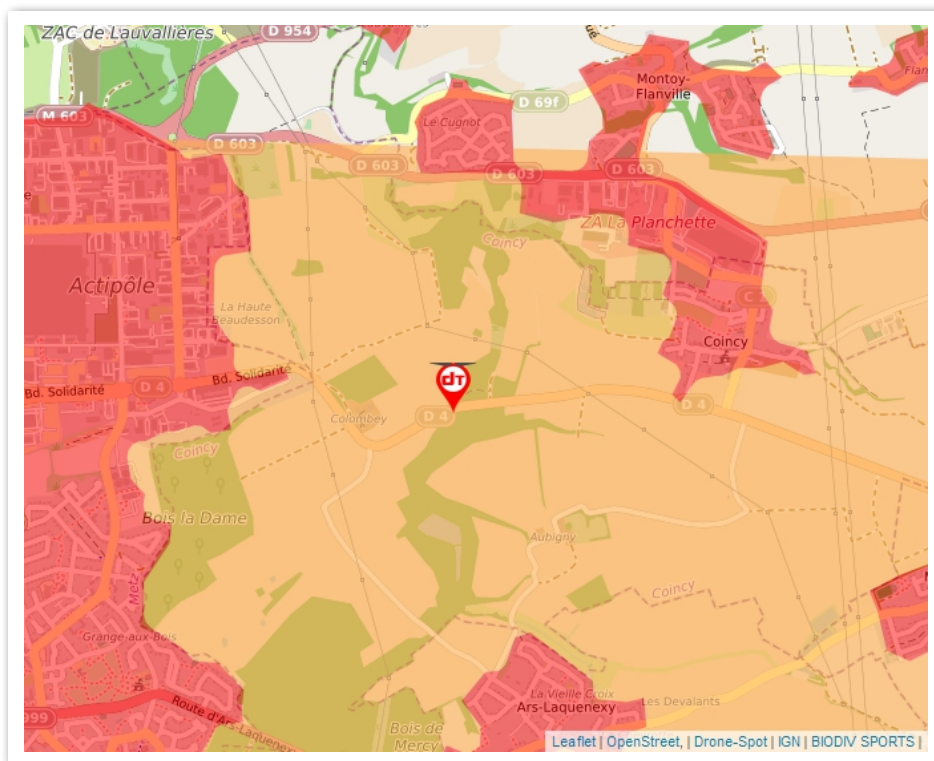 ZAC de Lauvallières
D 954
Montoy-
Flanville
D 69f
M 603
Le Cugnot
D 603
D 603
D 603
D 603
Coincy
ZA La Planchette
Actipôle
La Haute
Beaudesson
Coincy
Bd. Solidarité
Bd. Solidarité
D 4
dT
D 4
D 4
Colombey
Coincy
Bois la Dame
Aubigny
Metz
Coincy
Grange-aux-Bois
La Vieille Croix
Ars-Laquenexy
Les Devalants
Route d'Ars-Laquenexy
999
Bois de
Mercy
Leaflet | OpenStreet, | Drone-Spot | IGN | BIODIV SPORTS |